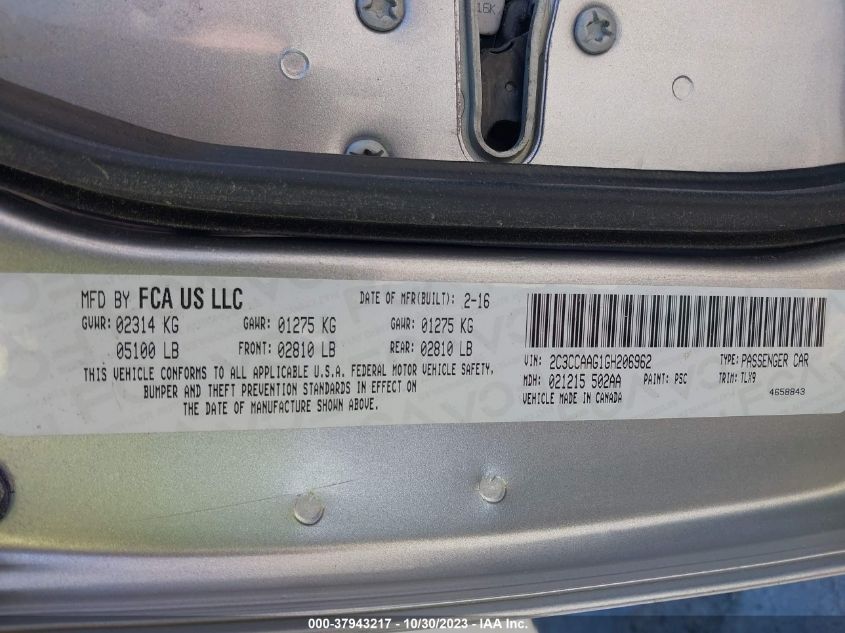 16K
MFD BY FCA US LLC DATE OF MFR(BUILT): 2-16
GVWR: 02314 KG GAWR: 01275 KG GAWR: 01275 KG
05100 LB FRONT: 02810 LB REAR: 02810 LB
THIS VEHICLE CONFORMS TO ALL APPLICABLE U.S.A. FEDERAL MOTOR VEHICLE SAFETY,
BUMPER AND THEFT PREVENTION STANDARDS IN EFFECT ON
THE DATE OF MANUFACTURE SHOWN ABOVE.
VIN: 2C3CCAAG1GH206962 TYPE: PASSENGER CAR
MDH: 021215 502AA PAINT: PSC TRIM: TLX9
VEHICLE MADE IN CANADA 4658843
000-37943217 - 10/30/2023 - IAA Inc.